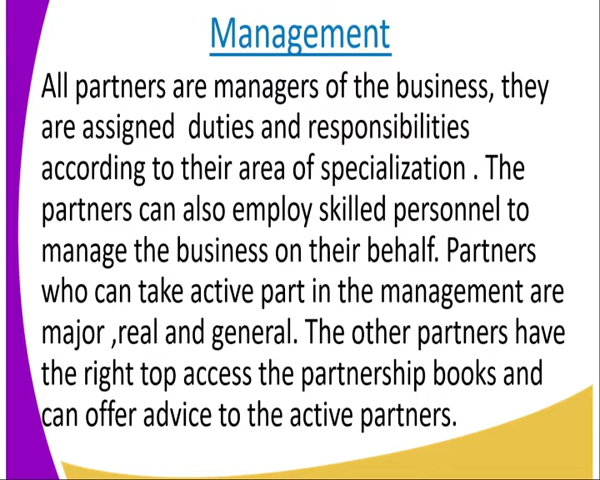 Management
All partners are managers of the business, they
are assigned  duties and responsibilities
according to their area of specialization . The
partners can also employ skilled personnel to
manage the business on their behalf. Partners
who can take active part in the management are
major ,real and general. The other partners have
the right top access the partnership books and
can offer advice to the active partners.